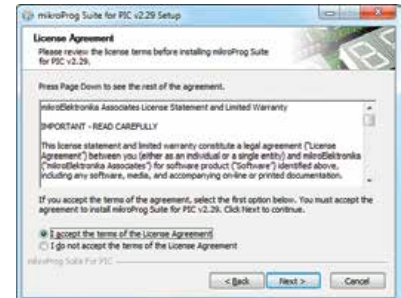 mikroProg Suite for PIC v2.29 Setup
License Agreement
Please review the license terms before installing mikroProg Suite
for PIC v2.29.
Press Page Down to see the rest of the agreement.
mikroElektronika Associates License Statement and Limited Warranty
IMPORTANT - READ CAREFULLY
This license statement and limited warranty constitute a legal agreement ("License
Agreement") between you (either as an individual or a single entity) and mikroElektronika
("mikroElektronika Associates") for software product ("Software") identified above,
including any software, media, and accompanying on-line or printed documentation.
If you accept the terms of the agreement, select the first option below. You must accept the
agreement to install mikroProg Suite for PIC v2.29. Click Next to continue.
I accept the terms of the License Agreement
I do not accept the terms of the License Agreement
mikroProg Suite For PIC
< Back Next > Cancel